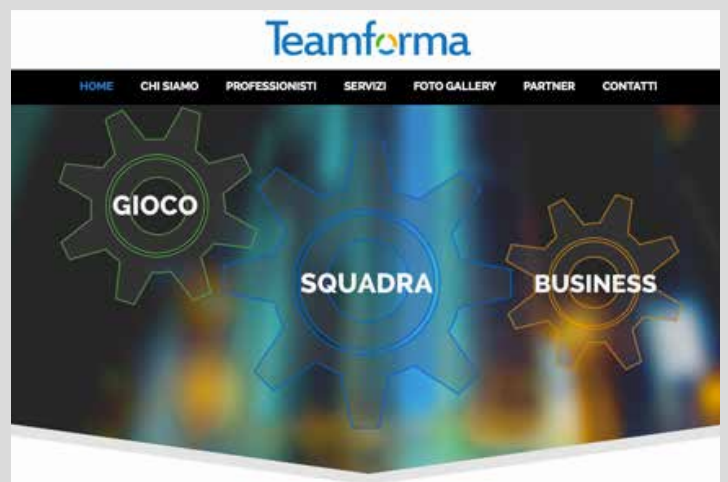 Teamforma
HOME CHI SIAMO PROFESSIONISTI SERVIZI FOTO GALLERY PARTNER CONTATTI
GIOCO
SQUADRA
BUSINESS